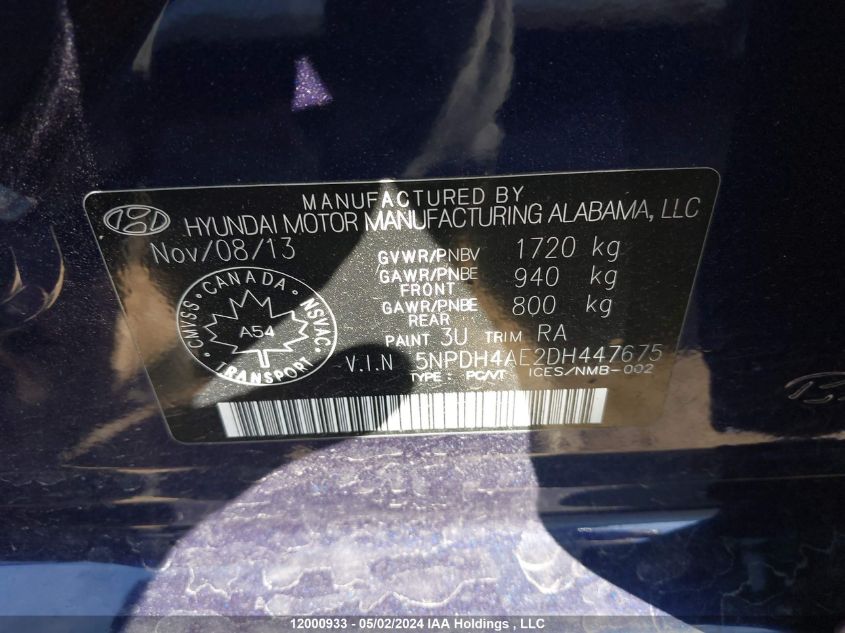 MANUFACTURED BY
HYUNDAI MOTOR MANUFACTURING ALABAMA, LLC
Nov/08/13
GVWR/PNBV 1720 kg
GAWR/PNBE FRONT 940 kg
GAWR/PNBE REAR 800 kg
PAINT 3U TRIM RA
CMVSS • CANADA • NSVAC • TRANSPORT •
A54
V.I.N 5NPDH4AE2DH447675
TYPE : PC/VT ICES/NMB-002
12000933 - 05/02/2024 IAA Holdings , LLC